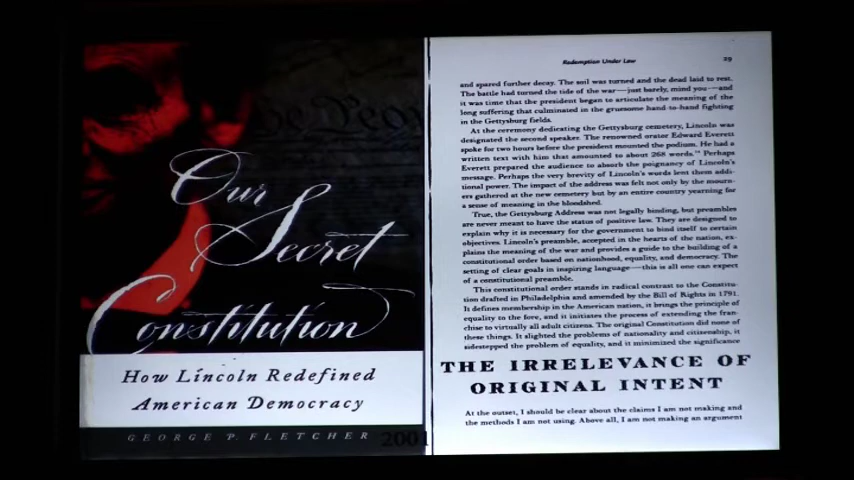 Our
Secret
Constitution
How Lincoln Redefined
American Democracy
GEORGE P. FLETCHER
2001
Redemption Under Law
29
and spared further decay. The soil was turned and the dead laid to rest.
The battle had turned the tide of the war—just barely, mind you—and
it was time that the president began to articulate the meaning of the
long suffering that culminated in the gruesome hand-to-hand fighting
in the Gettysburg fields.
At the ceremony dedicating the Gettysburg cemetery, Lincoln was
designated the second speaker. The renowned orator Edward Everett
spoke for two hours before the president mounted the podium. He had a
written text with him that amounted to about 268 words. Perhaps
Everett prepared the audience to absorb the poignancy of Lincoln's
message. Perhaps the very brevity of Lincoln's words lent them addi-
tional power. The impact of the address was felt not only by the mourn-
ers gathered at the new cemetery but by an entire country yearning for
a sense of meaning in the bloodshed.
True, the Gettysburg Address was not legally binding, but preambles
are never meant to have the status of positive law. They are designed to
explain why it is necessary for the government to bind itself to certain
objectives. Lincoln's preamble, accepted in the hearts of the nation, ex-
plains the meaning of the war and provides a guide to the building of a
constitutional order based on nationhood, equality, and democracy. The
setting of clear goals in inspiring language—this is all one can expect
of a constitutional preamble.
This constitutional order stands in radical contrast to the Constitu-
tion drafted in Philadelphia and amended by the Bill of Rights in 1791.
It defines membership in the American nation, it brings the principle of
equality to the fore, and it initiates the process of extending the fran-
chise to virtually all adult citizens. The original Constitution did none of
these things. It slighted the problems of nationality and citizenship, it
sidestepped the problem of equality, and it minimized the significance
THE IRRELEVANCE OF
ORIGINAL INTENT
At the outset, I should be clear about the claims I am not making and
the methods I am not using. Above all, I am not making an argument